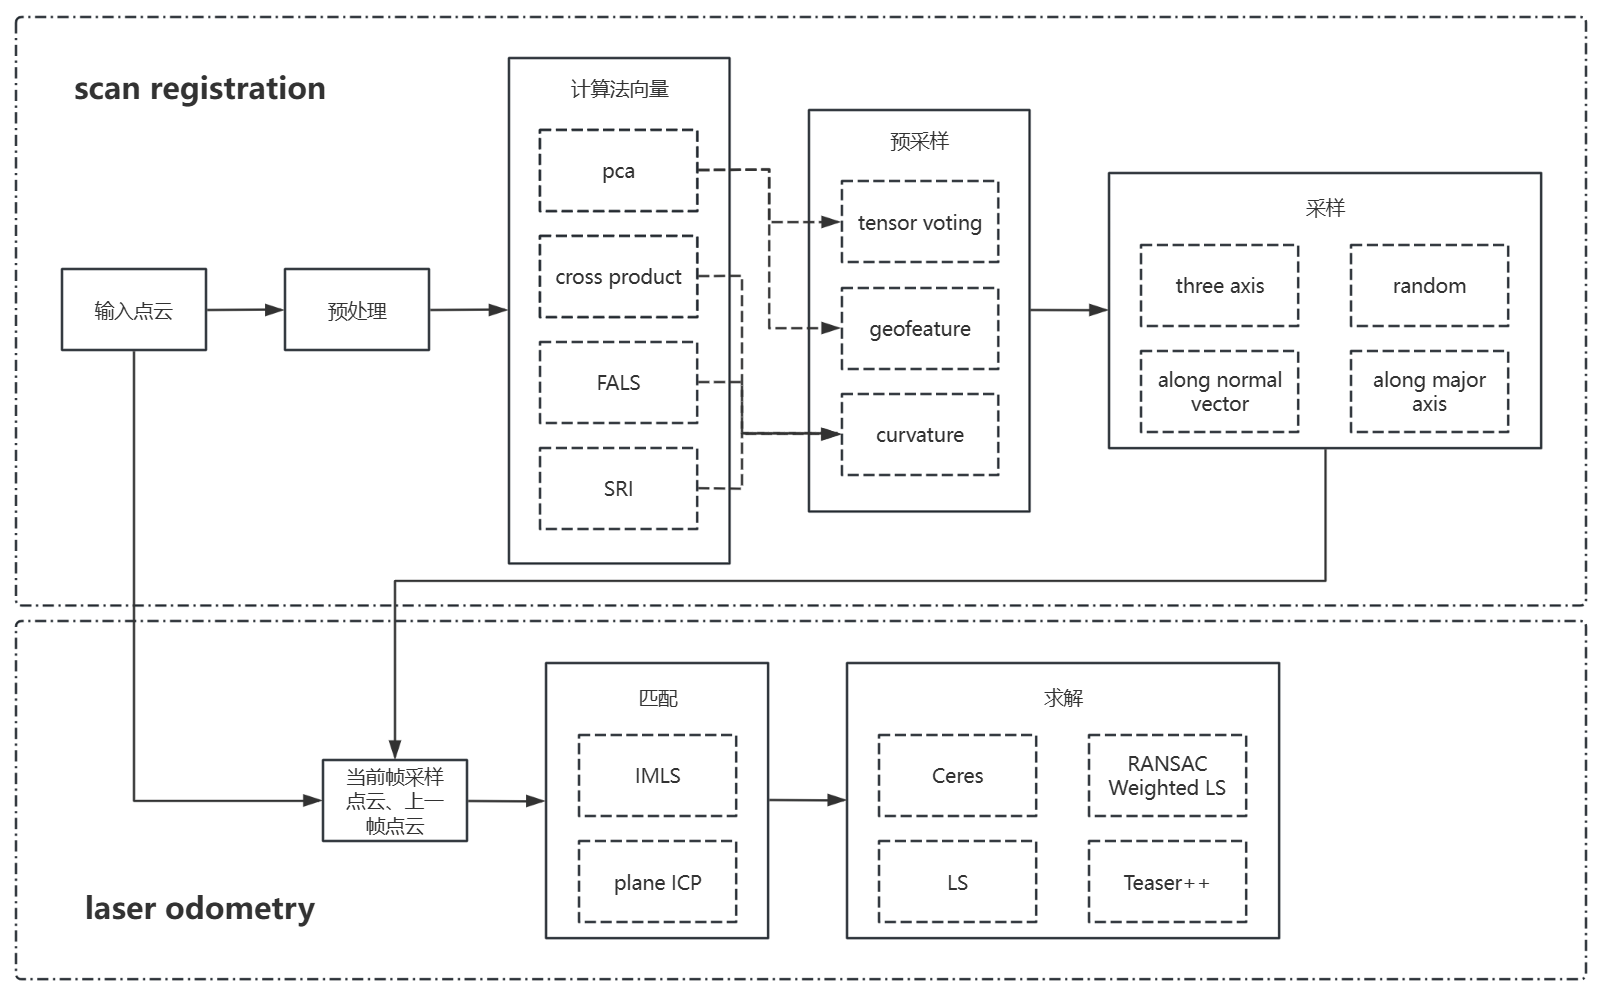 scan registration
输入点云
预处理
计算法向量
pca
cross product
FALS
SRI
预采样
tensor voting
geofeature
curvature
采样
three axis
random
along normal
vector
along major
axis
laser odometry
当前帧采样
点云、上一
帧点云
匹配
IMLS
plane ICP
求解
Ceres
RANSAC
Weighted LS
LS
Teaser++